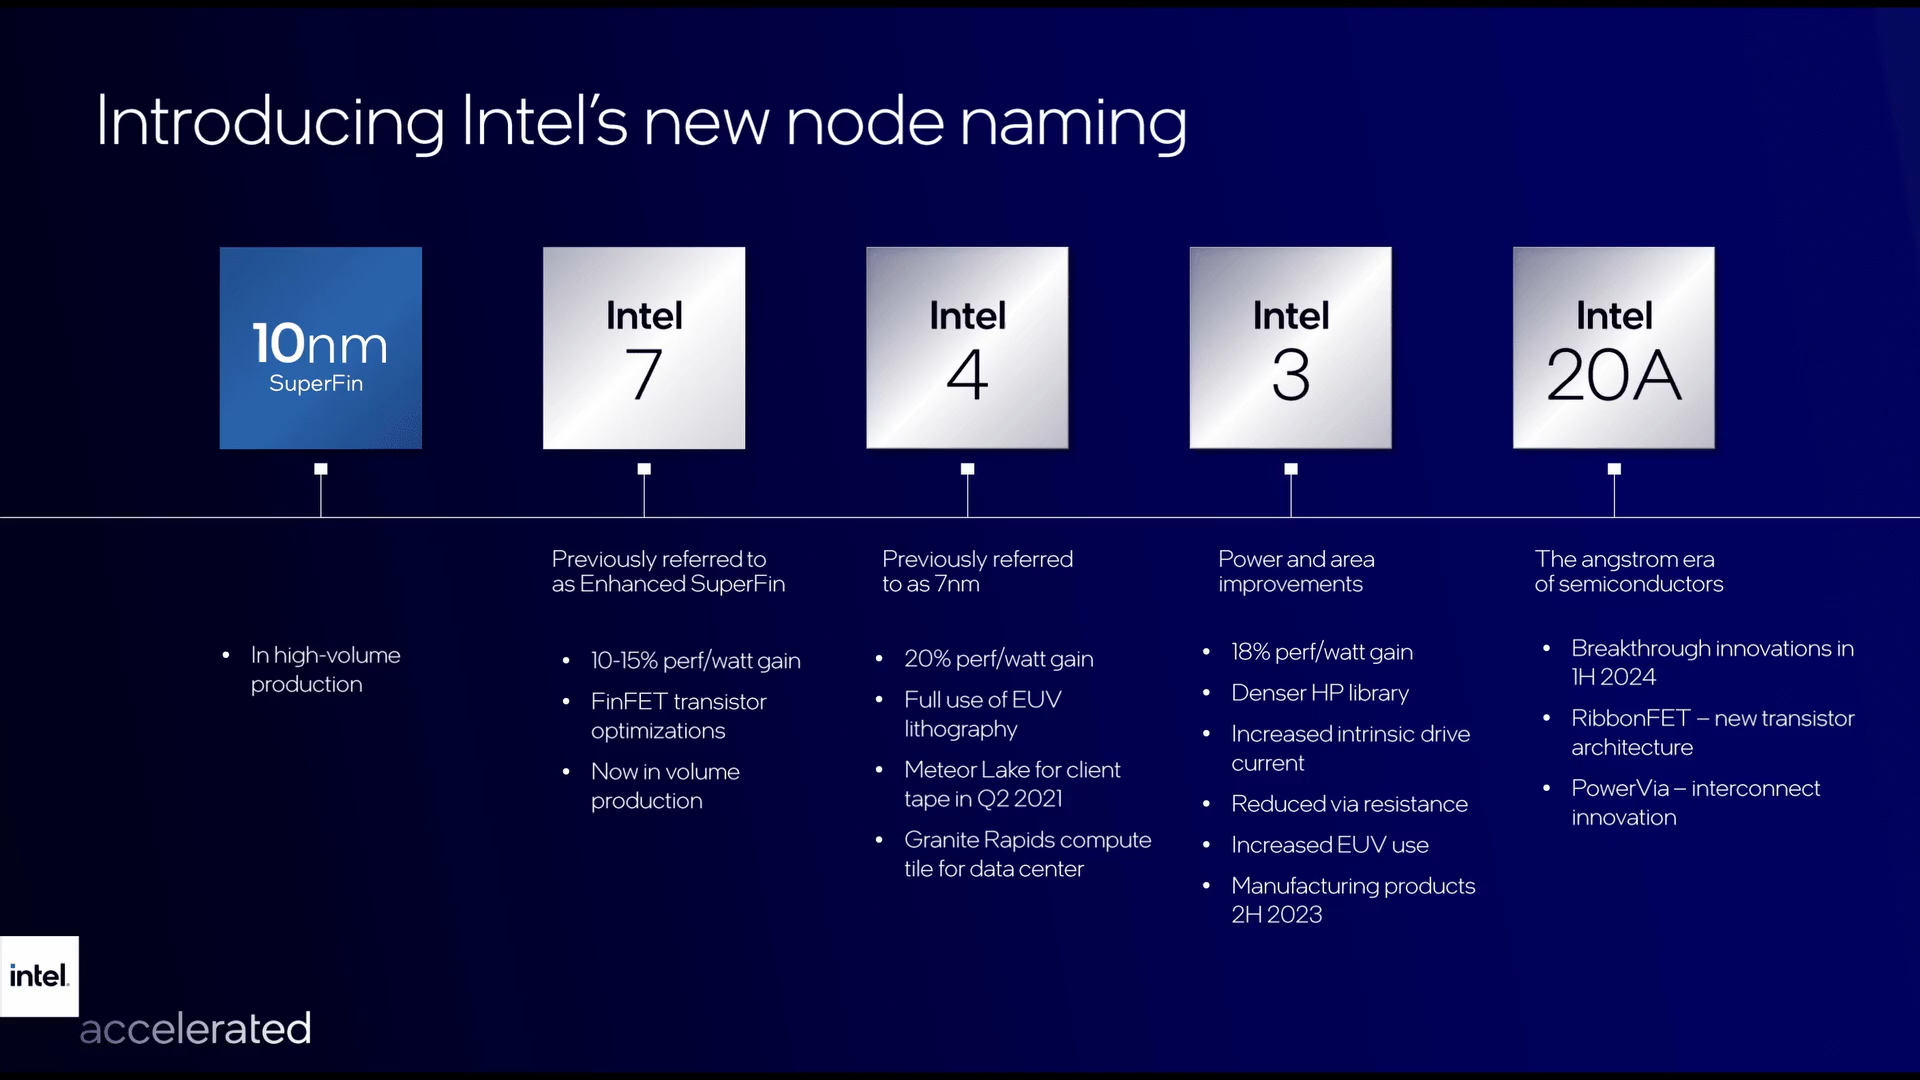 Introducing Intel's new node naming
10nm
SuperFin
In high-volume
production
Intel
7
Previously referred to
as Enhanced SuperFin
• 10-15% perf/watt gain
• FinFET transistor
optimizations
• Now in volume
production
Intel
4
Previously referred
to as 7nm
• 20% perf/watt gain
• Full use of EUV
lithography
• Meteor Lake for client
tape in Q2 2021
• Granite Rapids compute
tile for data center
Intel
3
Power and area
improvements
• 18% perf/watt gain
• Denser HP library
• Increased intrinsic drive
current
• Reduced via resistance
• Increased EUV use
• Manufacturing products
2H 2023
Intel
20A
The angstrom era
of semiconductors
• Breakthrough innovations in
1H 2024
• RibbonFET – new transistor
architecture
• PowerVia – interconnect
innovation
intel.
accelerated